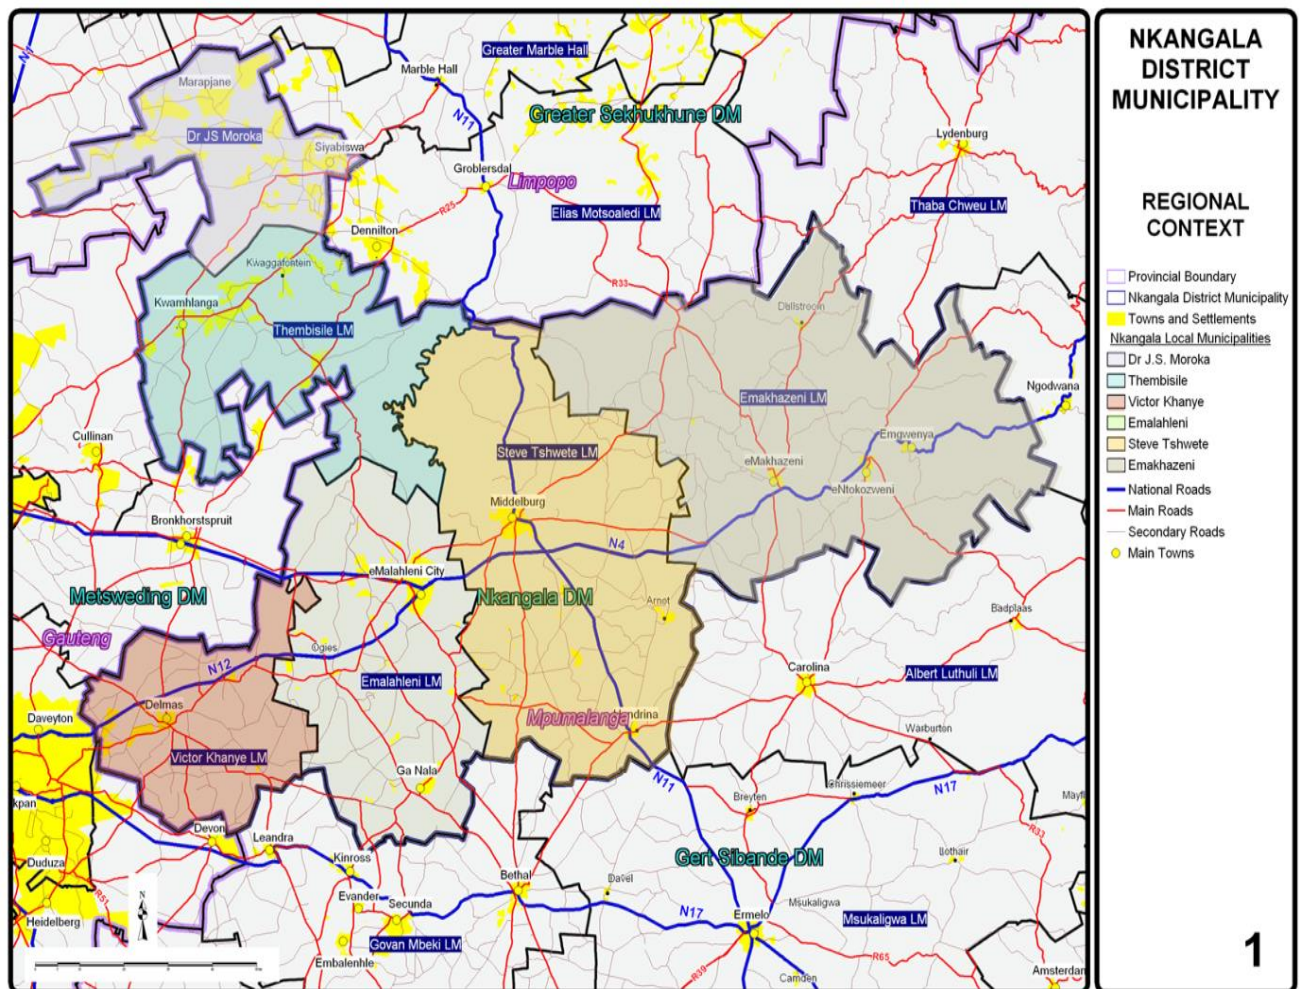 NKANGALA
DISTRICT
MUNICIPALITY
REGIONAL
CONTEXT
Provincial Boundary
Nkangala District Municipality
Towns and Settlements
Nkangala Local Municipalities
Dr J.S. Moroka
Thembisile
Victor Khanye
Emalahleni
Steve Tshwete
Emakhazeni
National Roads
Main Roads
Secondary Roads
Main Towns
1
Greater Marble Hall
Marble Hall
Marapjane
N11
Greater Sekhukhune DM
Dr JS Moroka
Lydenburg
Siyabiswa
Groblersdal
Limpopo
R25
Elias Motsoaledi LM
Thaba Chweu LM
Dennilton
Kwaggafontein
R33
Kwamhlanga
Thembisile LM
Dullstroom
Ngodwana
Emakhazeni LM
Cullinan
Emgwenya
Steve Tshwete LM
eMakhazeni
eNtokozweni
Middelburg
Bronkhorstspruit
N4
eMalahleni City
Metsweding DM
Nkangala DM
Arnot
Badplaas
Gauteng
Ogies
N12
Carolina
Albert Luthuli LM
Emalahleni LM
Delmas
Daveyton
Mpumalanga
Warburton
Victor Khanye LM
Ga Nala
N11
Chrissiemeer
N17
Breyten
kpan
R33
Devon
Leandra
Kinross
Gert Sibande DM
Lothair
Duduza
Bethal
Davel
R51
Evander
Secunda
N17
Msukaligwa
Ermelo
Msukaligwa LM
Heidelberg
N
Govan Mbeki LM
Embalenhle
R39
R65
Camden
Amsterdam